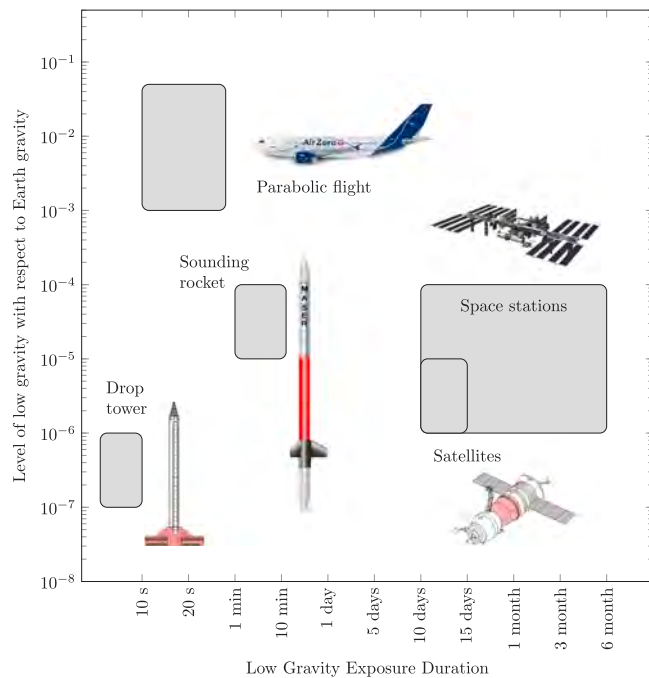 10⁻¹
10⁻²
10⁻³
10⁻⁴
10⁻⁵
10⁻⁶
10⁻⁷
10⁻⁸
Level of low gravity with respect to Earth gravity
AirZeroG
Parabolic flight
Sounding
rocket
MASER
Space stations
Drop
tower
Satellites
10 s
20 s
1 min
10 min
1 day
5 days
10 days
15 days
1 month
3 month
6 month
Low Gravity Exposure Duration